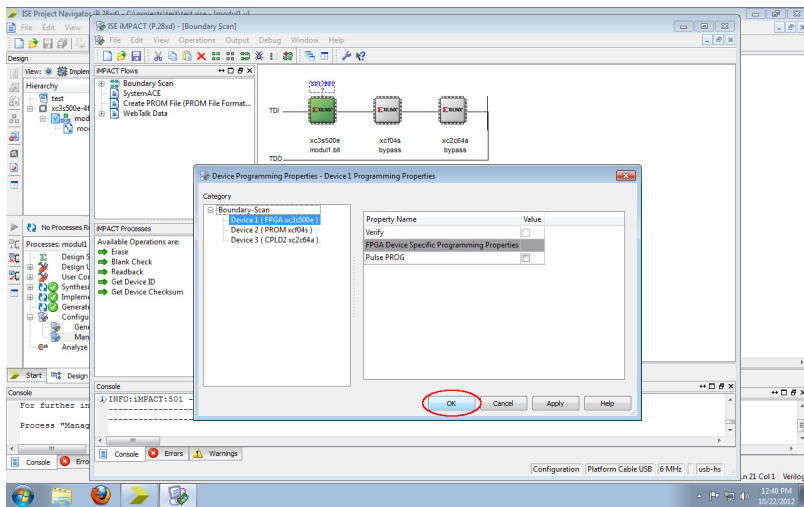 ISE Project Navigator (P.28xd) - C:\projects\test\test.xise - [modul1.v]
File Edit View
Design
View: Implem
Hierarchy
test
xc3s500e-4f
mod
mo
No Processes R
Processes: modul1
Design S
Design U
User Con
Synthesi
Impleme
Generat
Configu
Gene
Man
Analyze
Start Design
Console
For further in
Process "Manag
Console Erro
ISE iMPACT (P.28xd) - [Boundary Scan]
File Edit View Operations Output Debug Window Help
iMPACT Flows
Boundary Scan
SystemACE
Create PROM File (PROM File Format...
WebTalk Data
TDI
TDO
XILINX
XILINX
XILINX
xc3s500e
modul1.bit
xcf04s
bypass
xc2c64a
bypass
iMPACT Processes
Available Operations are:
Erase
Blank Check
Readback
Get Device ID
Get Device Checksum
Device Programming Properties - Device 1 Programming Properties
Category
Boundary-Scan
Device 1 ( FPGA xc3s500e )
Device 2 ( PROM xcf04s )
Device 3 ( CPLD2 xc2c64a )
Property Name Value
Verify
FPGA Device Specific Programming Properties
Pulse PROG
OK Cancel Apply Help
Console
INFO:iMPACT:501 -
Console Errors Warnings
Configuration Platform Cable USB 6 MHz usb-hs
Ln 21 Col 1 Verilog
12:40 PM
10/22/2012